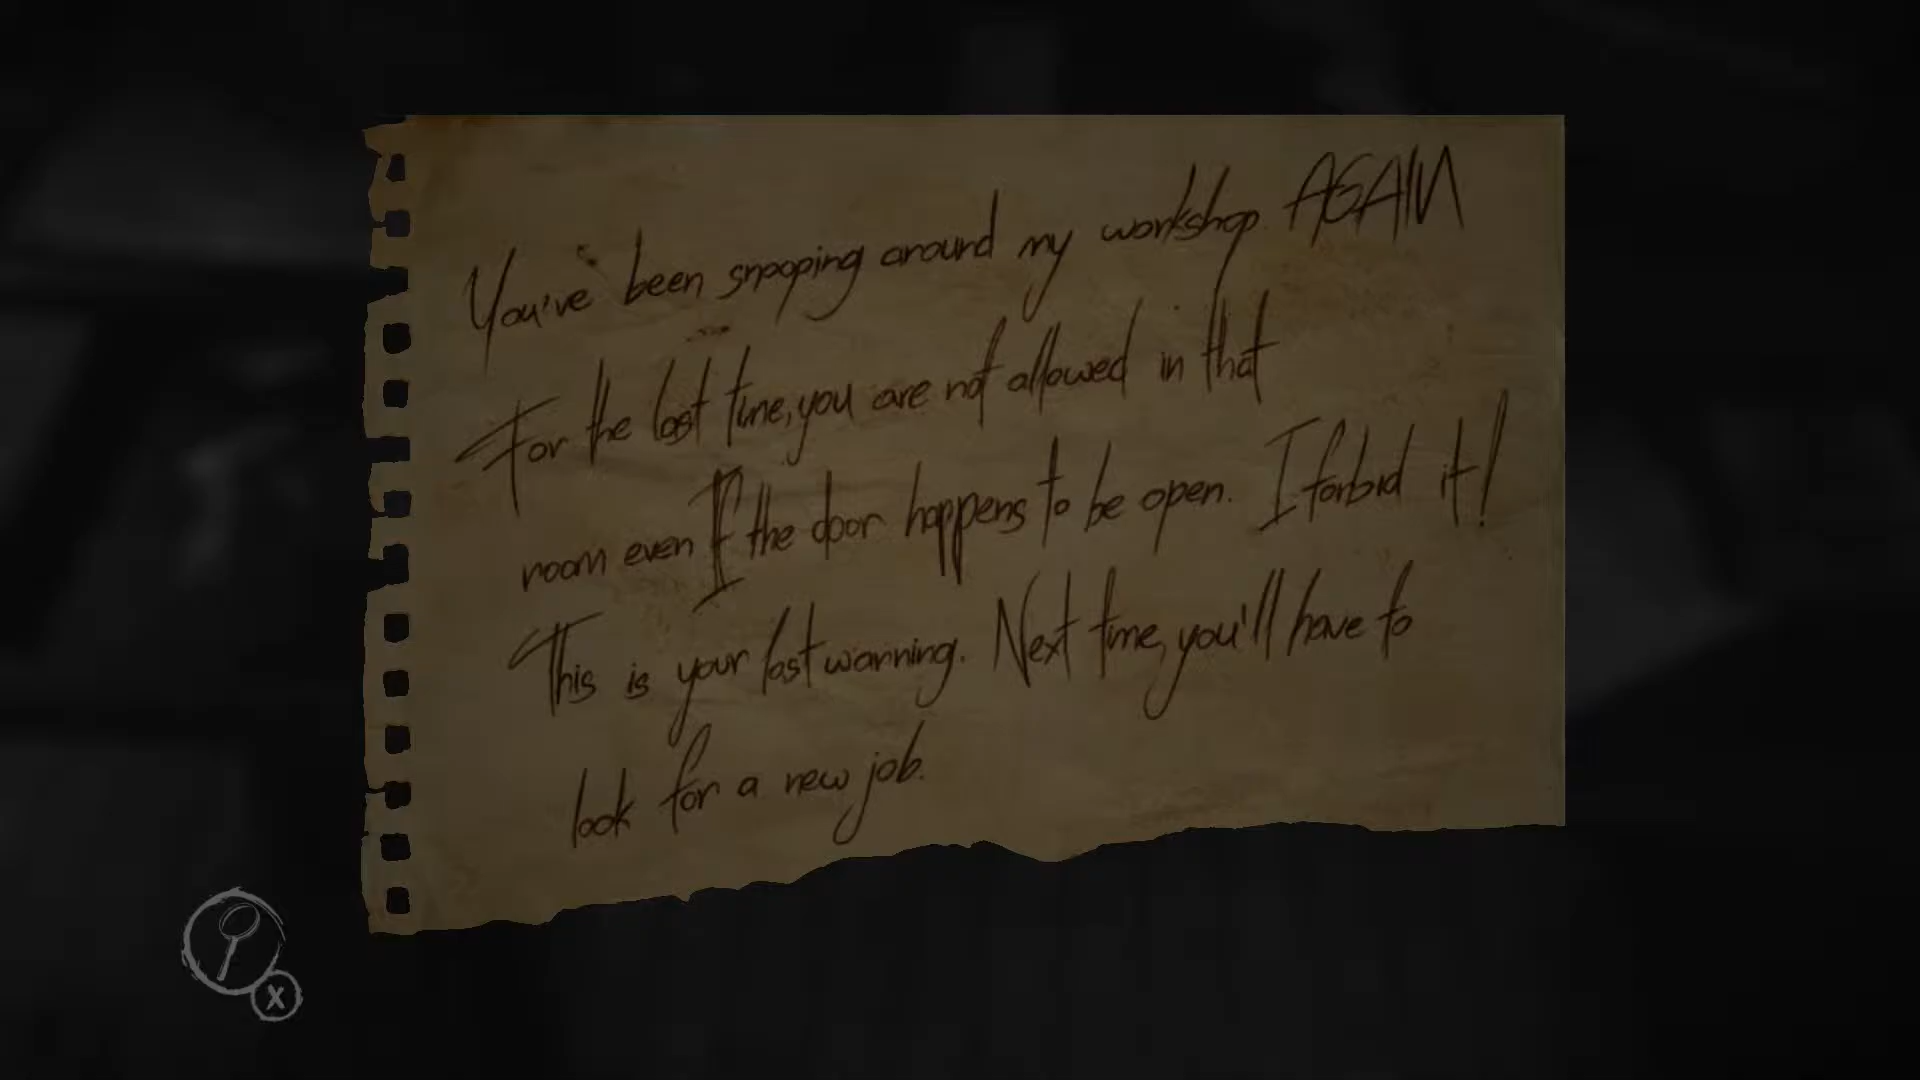 You've been snooping around my workshop AGAIN
For the last time, you are not allowed in that
room even If the door happens to be open. I forbid it!
This is your last warning. Next time, you'll have to
look for a new job.
X